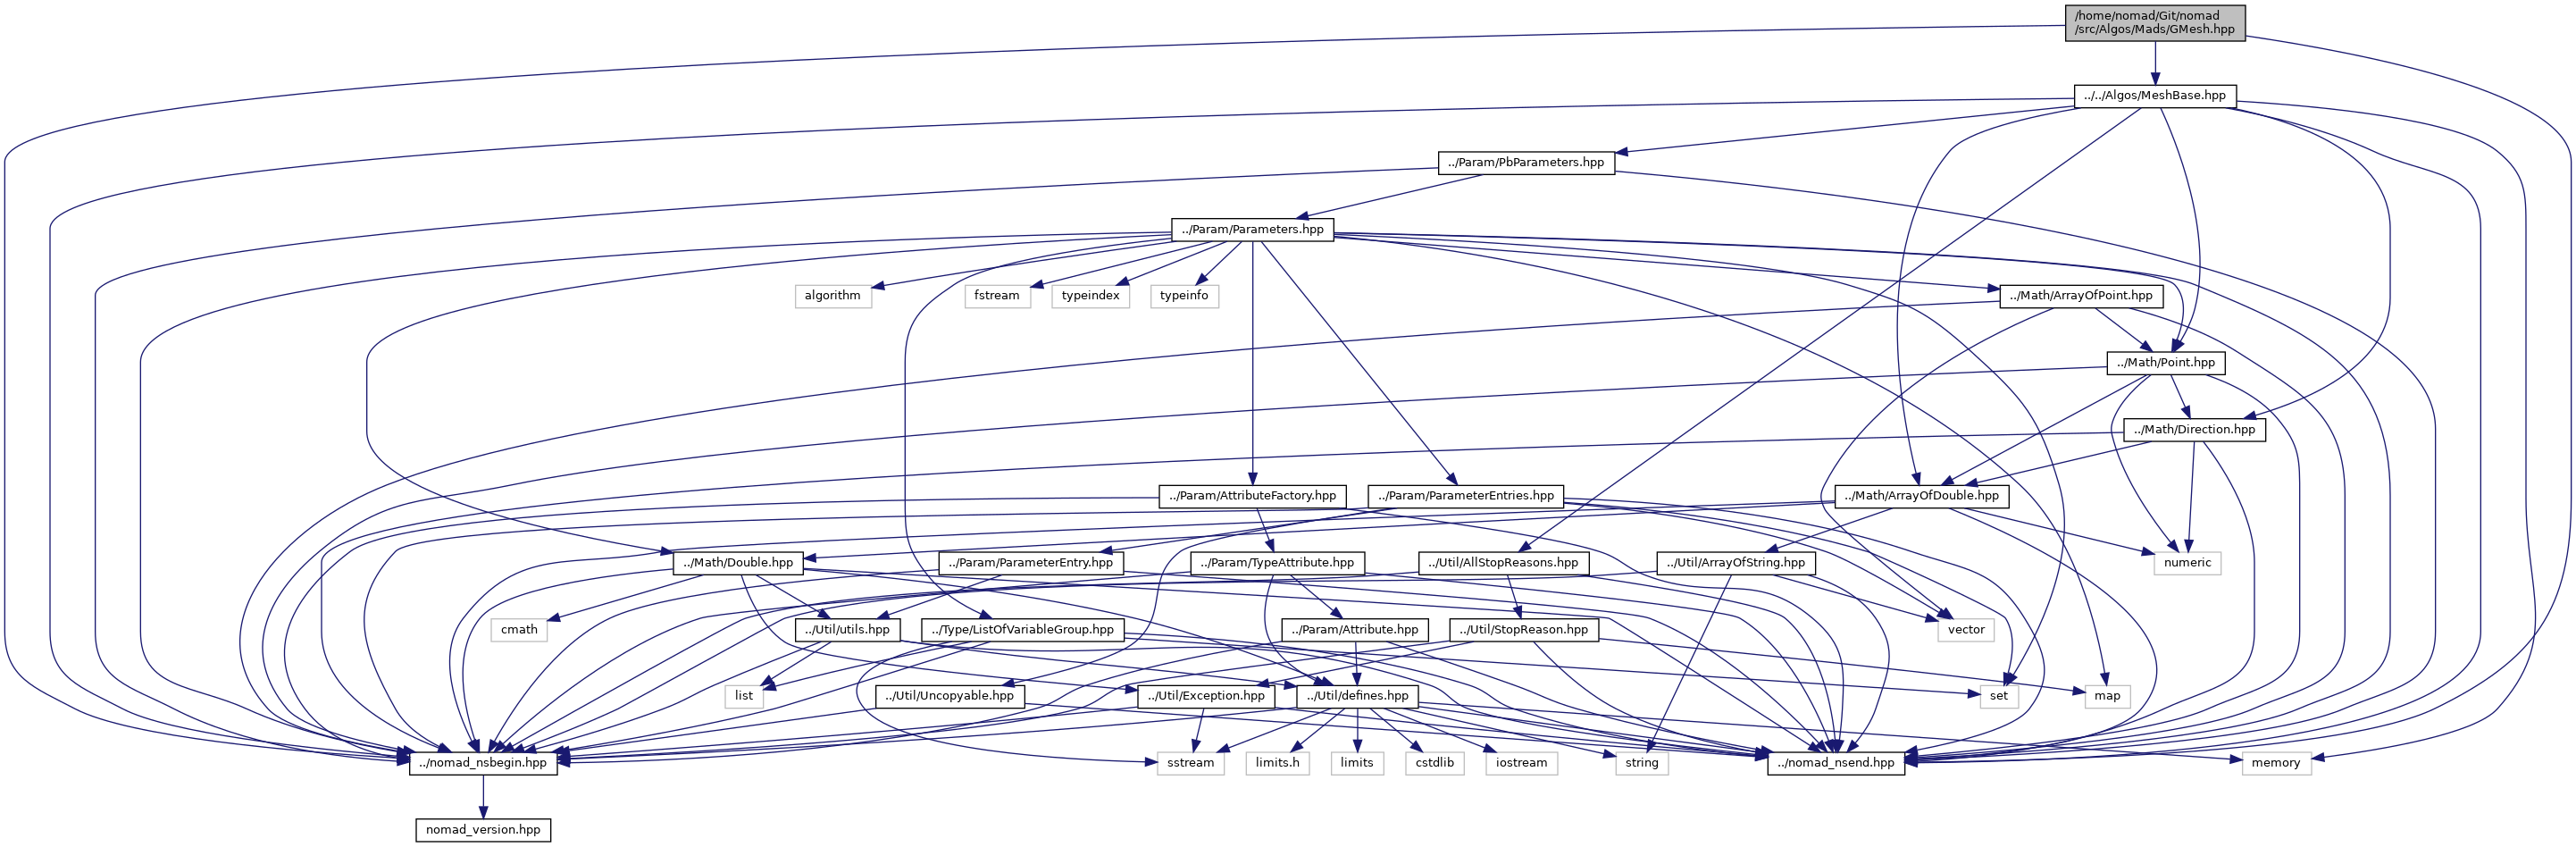 /home/nomad/Git/nomad
/src/Algos/Mads/GMesh.hpp
../../Algos/MeshBase.hpp
../Param/PbParameters.hpp
../Param/Parameters.hpp
algorithm
fstream
typeindex
typeinfo
../Math/ArrayOfPoint.hpp
../Math/Point.hpp
../Math/Direction.hpp
../Param/AttributeFactory.hpp
../Param/ParameterEntries.hpp
../Math/ArrayOfDouble.hpp
../Math/Double.hpp
../Param/ParameterEntry.hpp
../Param/TypeAttribute.hpp
../Util/AllStopReasons.hpp
../Util/ArrayOfString.hpp
numeric
cmath
../Util/utils.hpp
../Type/ListOfVariableGroup.hpp
../Param/Attribute.hpp
../Util/StopReason.hpp
vector
list
../Util/Uncopyable.hpp
../Util/Exception.hpp
../Util/defines.hpp
set
map
../nomad_nsbegin.hpp
sstream
limits.h
limits
cstdlib
iostream
string
../nomad_nsend.hpp
memory
nomad_version.hpp